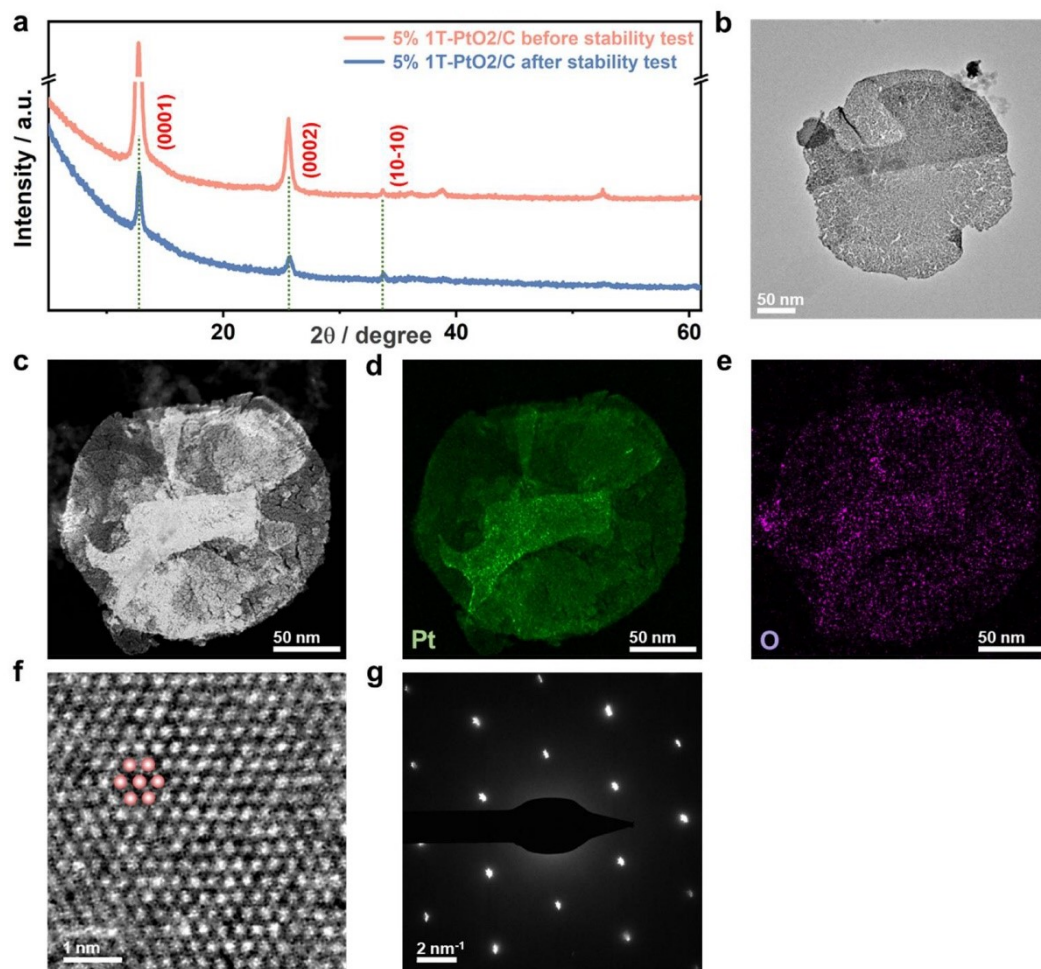 a
5% 1T-PtO2/C before stability test
5% 1T-PtO2/C after stability test
(0001)
(0002)
(10-10)
Intensity / a.u.
20
40
60
2θ / degree
b
50 nm
c
50 nm
d
Pt
50 nm
e
O
50 nm
f
1 nm
g
2 nm⁻¹